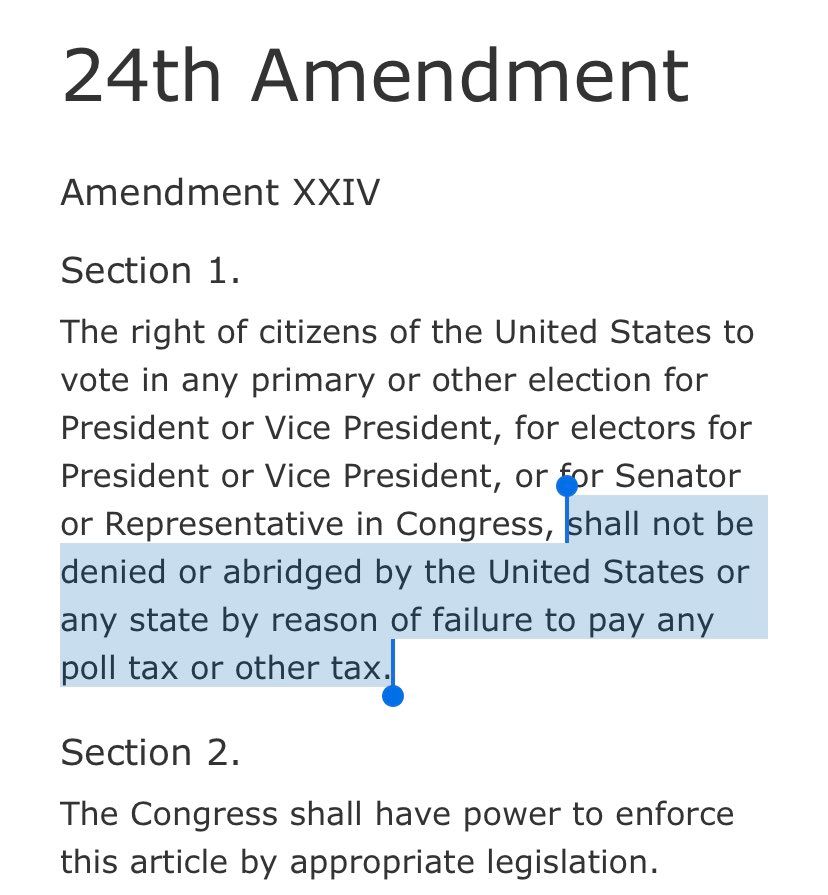 24th Amendment
Amendment XXIV
Section 1.
The right of citizens of the United States to
vote in any primary or other election for
President or Vice President, for electors for
President or Vice President, or for Senator
or Representative in Congress, shall not be
denied or abridged by the United States or
any state by reason of failure to pay any
poll tax or other tax.
Section 2.
The Congress shall have power to enforce
this article by appropriate legislation.